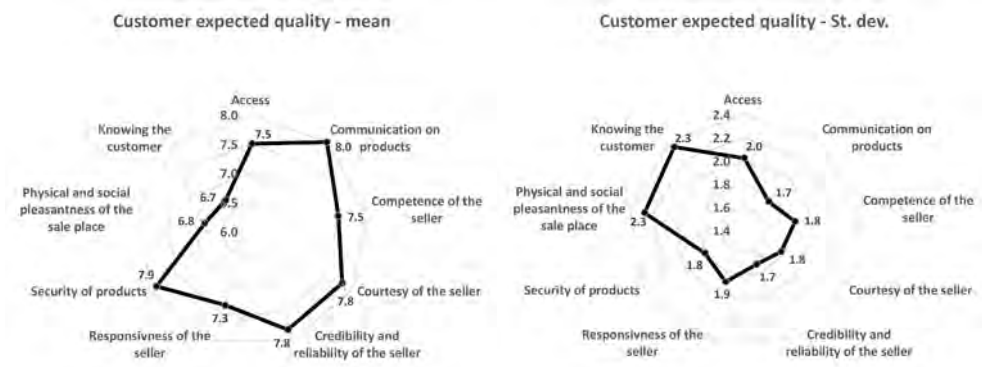 Customer expected quality - mean
Access
8.0
7.5
7.5
7.0
6.5
6.0
Communication on
products
8.0
Competence of the
seller
7.5
Courtesy of the seller
7.8
Credibility and
reliability of the seller
7.8
Responsivness of the
seller
7.3
Security of products
7.9
Physical and social
pleasantness of the
sale place
6.8
Knowing the
customer
6.7
Customer expected quality - St. dev.
Access
2.4
2.2
2.0
1.8
1.6
1.4
2.0
Communication on
products
1.7
Competence of the
seller
1.8
Courtesy of the seller
1.8
Credibility and
reliability of the seller
1.7
Responsivness of the
seller
1.9
Security of products
1.8
Physical and social
pleasantness of the
sale place
2.3
Knowing the
customer
2.3